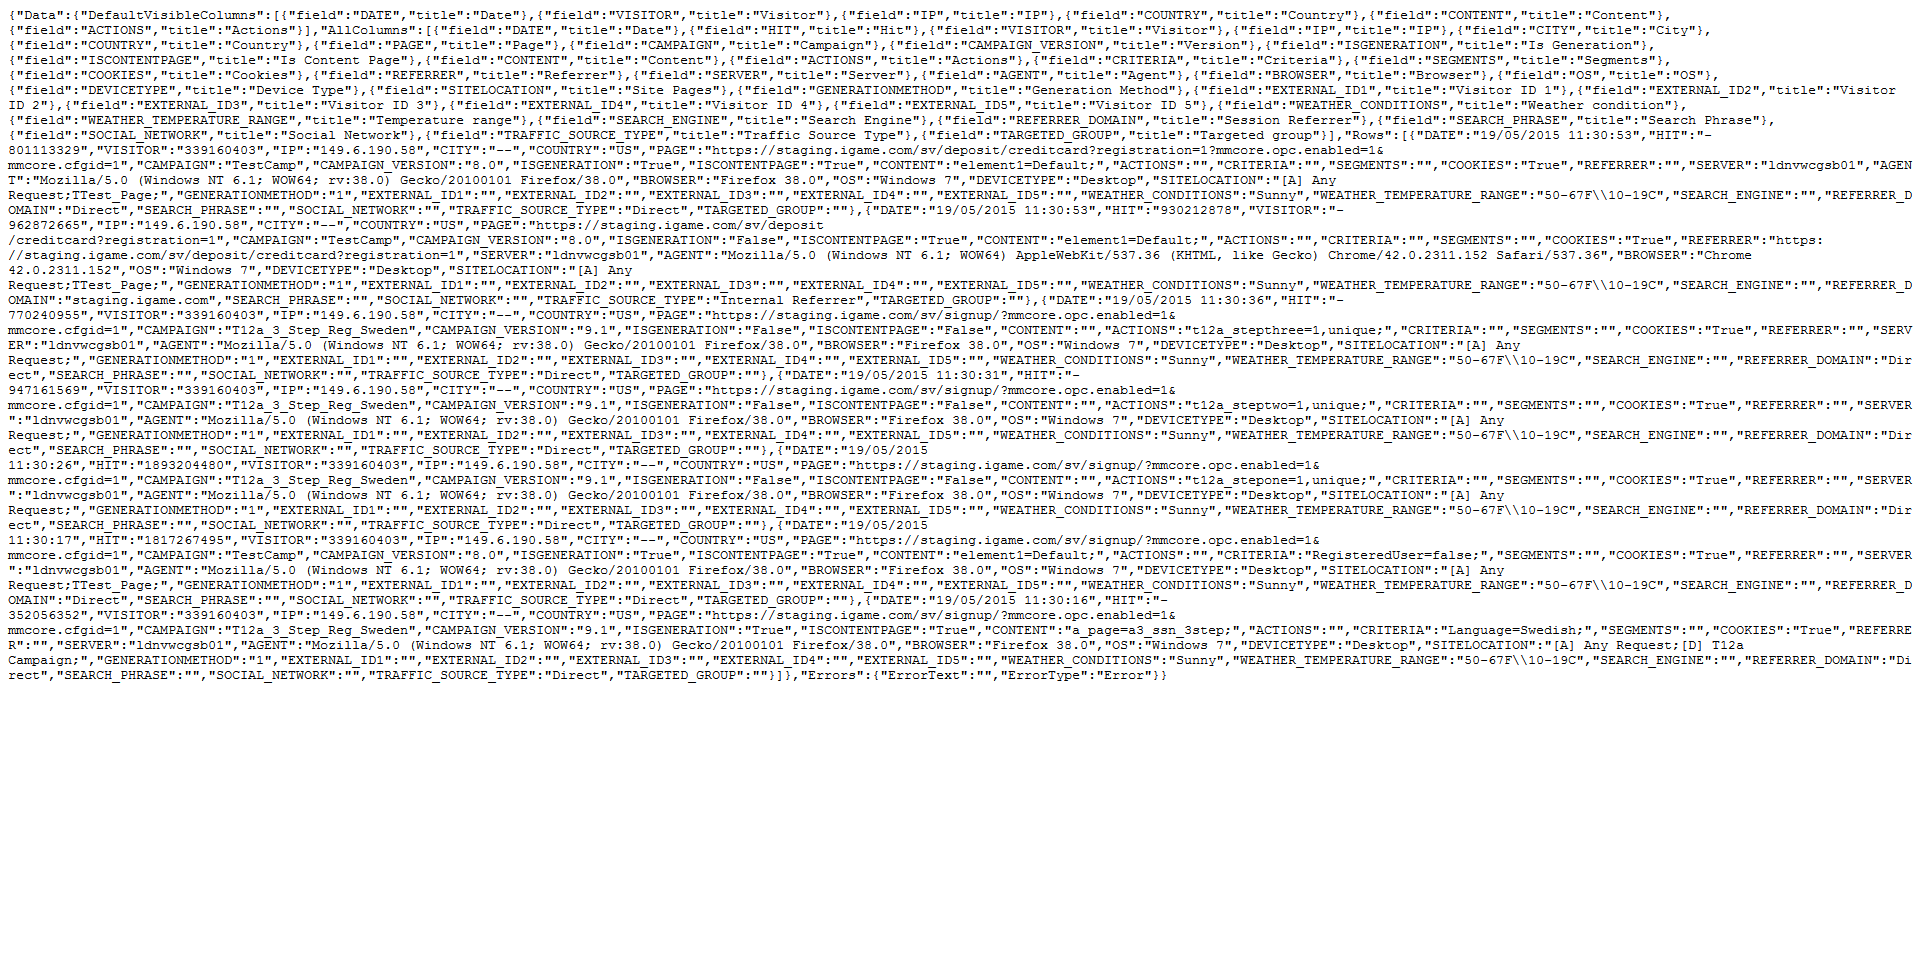 {"Data":{"DefaultVisibleColumns":[{"field":"DATE","title":"Date"},{"field":"VISITOR","title":"Visitor"},{"field":"IP","title":"IP"},{"field":"COUNTRY","title":"Country"},{"field":"CONTENT","title":"Content"},
{"field":"ACTIONS","title":"Actions"}],"AllColumns":[{"field":"DATE","title":"Date"},{"field":"HIT","title":"Hit"},{"field":"VISITOR","title":"Visitor"},{"field":"IP","title":"IP"},{"field":"CITY","title":"City"},
{"field":"COUNTRY","title":"Country"},{"field":"PAGE","title":"Page"},{"field":"CAMPAIGN","title":"Campaign"},{"field":"CAMPAIGN_VERSION","title":"Version"},{"field":"ISGENERATION","title":"Is Generation"},
{"field":"ISCONTENTPAGE","title":"Is Content Page"},{"field":"CONTENT","title":"Content"},{"field":"ACTIONS","title":"Actions"},{"field":"CRITERIA","title":"Criteria"},{"field":"SEGMENTS","title":"Segments"},
{"field":"COOKIES","title":"Cookies"},{"field":"REFERRER","title":"Referrer"},{"field":"SERVER","title":"Server"},{"field":"AGENT","title":"Agent"},{"field":"BROWSER","title":"Browser"},{"field":"OS","title":"OS"},
{"field":"DEVICETYPE","title":"Device Type"},{"field":"SITELOCATION","title":"Site Pages"},{"field":"GENERATIONMETHOD","title":"Generation Method"},{"field":"EXTERNAL_ID1","title":"Visitor ID 1"},{"field":"EXTERNAL_ID2","title":"Visitor
ID 2"},{"field":"EXTERNAL_ID3","title":"Visitor ID 3"},{"field":"EXTERNAL_ID4","title":"Visitor ID 4"},{"field":"EXTERNAL_ID5","title":"Visitor ID 5"},{"field":"WEATHER_CONDITIONS","title":"Weather condition"},
{"field":"WEATHER_TEMPERATURE_RANGE","title":"Temperature range"},{"field":"SEARCH_ENGINE","title":"Search Engine"},{"field":"REFERRER_DOMAIN","title":"Session Referrer"},{"field":"SEARCH_PHRASE","title":"Search Phrase"},
{"field":"SOCIAL_NETWORK","title":"Social Network"},{"field":"TRAFFIC_SOURCE_TYPE","title":"Traffic Source Type"},{"field":"TARGETED_GROUP","title":"Targeted group"}],"Rows":[{"DATE":"19/05/2015 11:30:53","HIT":"-
801113329","VISITOR":"339160403","IP":"149.6.190.58","CITY":"--","COUNTRY":"US","PAGE":"https://staging.igame.com/sv/deposit/creditcard?registration=1?mmcore.opc.enabled=1&
mmcore.cfgid=1","CAMPAIGN":"TestCamp","CAMPAIGN_VERSION":"8.0","ISGENERATION":"True","ISCONTENTPAGE":"True","CONTENT":"element1=Default;","ACTIONS":"","CRITERIA":"","SEGMENTS":"","COOKIES":"True","REFERRER":"","SERVER":"ldnvwcgsb01","AGEN
T":"Mozilla/5.0 (Windows NT 6.1; WOW64; rv:38.0) Gecko/20100101 Firefox/38.0","BROWSER":"Firefox 38.0","OS":"Windows 7","DEVICETYPE":"Desktop","SITELOCATION":"[A] Any
Request;TTest_Page;","GENERATIONMETHOD":"1","EXTERNAL_ID1":"","EXTERNAL_ID2":"","EXTERNAL_ID3":"","EXTERNAL_ID4":"","EXTERNAL_ID5":"","WEATHER_CONDITIONS":"Sunny","WEATHER_TEMPERATURE_RANGE":"50-67F\\10-19C","SEARCH_ENGINE":"","REFERRER_D
OMAIN":"Direct","SEARCH_PHRASE":"","SOCIAL_NETWORK":"","TRAFFIC_SOURCE_TYPE":"Direct","TARGETED_GROUP":""},{"DATE":"19/05/2015 11:30:53","HIT":"930212878","VISITOR":"-
962872665","IP":"149.6.190.58","CITY":"--","COUNTRY":"US","PAGE":"https://staging.igame.com/sv/deposit
/creditcard?registration=1","CAMPAIGN":"TestCamp","CAMPAIGN_VERSION":"8.0","ISGENERATION":"False","ISCONTENTPAGE":"True","CONTENT":"element1=Default;","ACTIONS":"","CRITERIA":"","SEGMENTS":"","COOKIES":"True","REFERRER":"https:
//staging.igame.com/sv/deposit/creditcard?registration=1","SERVER":"ldnvwcgsb01","AGENT":"Mozilla/5.0 (Windows NT 6.1; WOW64) AppleWebKit/537.36 (KHTML, like Gecko) Chrome/42.0.2311.152 Safari/537.36","BROWSER":"Chrome
42.0.2311.152","OS":"Windows 7","DEVICETYPE":"Desktop","SITELOCATION":"[A] Any
Request;TTest_Page;","GENERATIONMETHOD":"1","EXTERNAL_ID1":"","EXTERNAL_ID2":"","EXTERNAL_ID3":"","EXTERNAL_ID4":"","EXTERNAL_ID5":"","WEATHER_CONDITIONS":"Sunny","WEATHER_TEMPERATURE_RANGE":"50-67F\\10-19C","SEARCH_ENGINE":"","REFERRER_D
OMAIN":"staging.igame.com","SEARCH_PHRASE":"","SOCIAL_NETWORK":"","TRAFFIC_SOURCE_TYPE":"Internal Referrer","TARGETED_GROUP":""},{"DATE":"19/05/2015 11:30:36","HIT":"-
770240955","VISITOR":"339160403","IP":"149.6.190.58","CITY":"--","COUNTRY":"US","PAGE":"https://staging.igame.com/sv/signup/?mmcore.opc.enabled=1&
mmcore.cfgid=1","CAMPAIGN":"T12a_3_Step_Reg_Sweden","CAMPAIGN_VERSION":"9.1","ISGENERATION":"False","ISCONTENTPAGE":"False","CONTENT":"","ACTIONS":"t12a_stepthree=1,unique;","CRITERIA":"","SEGMENTS":"","COOKIES":"True","REFERRER":"","SERV
ER":"ldnvwcgsb01","AGENT":"Mozilla/5.0 (Windows NT 6.1; WOW64; rv:38.0) Gecko/20100101 Firefox/38.0","BROWSER":"Firefox 38.0","OS":"Windows 7","DEVICETYPE":"Desktop","SITELOCATION":"[A] Any
Request;","GENERATIONMETHOD":"1","EXTERNAL_ID1":"","EXTERNAL_ID2":"","EXTERNAL_ID3":"","EXTERNAL_ID4":"","EXTERNAL_ID5":"","WEATHER_CONDITIONS":"Sunny","WEATHER_TEMPERATURE_RANGE":"50-67F\\10-19C","SEARCH_ENGINE":"","REFERRER_DOMAIN":"Dir
ect","SEARCH_PHRASE":"","SOCIAL_NETWORK":"","TRAFFIC_SOURCE_TYPE":"Direct","TARGETED_GROUP":""},{"DATE":"19/05/2015 11:30:31","HIT":"-
947161569","VISITOR":"339160403","IP":"149.6.190.58","CITY":"--","COUNTRY":"US","PAGE":"https://staging.igame.com/sv/signup/?mmcore.opc.enabled=1&
mmcore.cfgid=1","CAMPAIGN":"T12a_3_Step_Reg_Sweden","CAMPAIGN_VERSION":"9.1","ISGENERATION":"False","ISCONTENTPAGE":"False","CONTENT":"","ACTIONS":"t12a_steptwo=1,unique;","CRITERIA":"","SEGMENTS":"","COOKIES":"True","REFERRER":"","SERVER
":"ldnvwcgsb01","AGENT":"Mozilla/5.0 (Windows NT 6.1; WOW64; rv:38.0) Gecko/20100101 Firefox/38.0","BROWSER":"Firefox 38.0","OS":"Windows 7","DEVICETYPE":"Desktop","SITELOCATION":"[A] Any
Request;","GENERATIONMETHOD":"1","EXTERNAL_ID1":"","EXTERNAL_ID2":"","EXTERNAL_ID3":"","EXTERNAL_ID4":"","EXTERNAL_ID5":"","WEATHER_CONDITIONS":"Sunny","WEATHER_TEMPERATURE_RANGE":"50-67F\\10-19C","SEARCH_ENGINE":"","REFERRER_DOMAIN":"Dir
ect","SEARCH_PHRASE":"","SOCIAL_NETWORK":"","TRAFFIC_SOURCE_TYPE":"Direct","TARGETED_GROUP":""},{"DATE":"19/05/2015
11:30:26","HIT":"1893204480","VISITOR":"339160403","IP":"149.6.190.58","CITY":"--","COUNTRY":"US","PAGE":"https://staging.igame.com/sv/signup/?mmcore.opc.enabled=1&
mmcore.cfgid=1","CAMPAIGN":"T12a_3_Step_Reg_Sweden","CAMPAIGN_VERSION":"9.1","ISGENERATION":"False","ISCONTENTPAGE":"False","CONTENT":"","ACTIONS":"t12a_stepone=1,unique;","CRITERIA":"","SEGMENTS":"","COOKIES":"True","REFERRER":"","SERVER
":"ldnvwcgsb01","AGENT":"Mozilla/5.0 (Windows NT 6.1; WOW64; rv:38.0) Gecko/20100101 Firefox/38.0","BROWSER":"Firefox 38.0","OS":"Windows 7","DEVICETYPE":"Desktop","SITELOCATION":"[A] Any
Request;","GENERATIONMETHOD":"1","EXTERNAL_ID1":"","EXTERNAL_ID2":"","EXTERNAL_ID3":"","EXTERNAL_ID4":"","EXTERNAL_ID5":"","WEATHER_CONDITIONS":"Sunny","WEATHER_TEMPERATURE_RANGE":"50-67F\\10-19C","SEARCH_ENGINE":"","REFERRER_DOMAIN":"Dir
ect","SEARCH_PHRASE":"","SOCIAL_NETWORK":"","TRAFFIC_SOURCE_TYPE":"Direct","TARGETED_GROUP":""},{"DATE":"19/05/2015
11:30:17","HIT":"1817267495","VISITOR":"339160403","IP":"149.6.190.58","CITY":"--","COUNTRY":"US","PAGE":"https://staging.igame.com/sv/signup/?mmcore.opc.enabled=1&
mmcore.cfgid=1","CAMPAIGN":"TestCamp","CAMPAIGN_VERSION":"8.0","ISGENERATION":"True","ISCONTENTPAGE":"True","CONTENT":"element1=Default;","ACTIONS":"","CRITERIA":"RegisteredUser=false;","SEGMENTS":"","COOKIES":"True","REFERRER":"","SERVER
":"ldnvwcgsb01","AGENT":"Mozilla/5.0 (Windows NT 6.1; WOW64; rv:38.0) Gecko/20100101 Firefox/38.0","BROWSER":"Firefox 38.0","OS":"Windows 7","DEVICETYPE":"Desktop","SITELOCATION":"[A] Any
Request;TTest_Page;","GENERATIONMETHOD":"1","EXTERNAL_ID1":"","EXTERNAL_ID2":"","EXTERNAL_ID3":"","EXTERNAL_ID4":"","EXTERNAL_ID5":"","WEATHER_CONDITIONS":"Sunny","WEATHER_TEMPERATURE_RANGE":"50-67F\\10-19C","SEARCH_ENGINE":"","REFERRER_D
OMAIN":"Direct","SEARCH_PHRASE":"","SOCIAL_NETWORK":"","TRAFFIC_SOURCE_TYPE":"Direct","TARGETED_GROUP":""},{"DATE":"19/05/2015 11:30:16","HIT":"-
352056352","VISITOR":"339160403","IP":"149.6.190.58","CITY":"--","COUNTRY":"US","PAGE":"https://staging.igame.com/sv/signup/?mmcore.opc.enabled=1&
mmcore.cfgid=1","CAMPAIGN":"T12a_3_Step_Reg_Sweden","CAMPAIGN_VERSION":"9.1","ISGENERATION":"True","ISCONTENTPAGE":"True","CONTENT":"a_page=a3_ssn_3step;","ACTIONS":"","CRITERIA":"Language=Swedish;","SEGMENTS":"","COOKIES":"True","REFERRE
R":"","SERVER":"ldnvwcgsb01","AGENT":"Mozilla/5.0 (Windows NT 6.1; WOW64; rv:38.0) Gecko/20100101 Firefox/38.0","BROWSER":"Firefox 38.0","OS":"Windows 7","DEVICETYPE":"Desktop","SITELOCATION":"[A] Any Request;[D] T12a
Campaign;","GENERATIONMETHOD":"1","EXTERNAL_ID1":"","EXTERNAL_ID2":"","EXTERNAL_ID3":"","EXTERNAL_ID4":"","EXTERNAL_ID5":"","WEATHER_CONDITIONS":"Sunny","WEATHER_TEMPERATURE_RANGE":"50-67F\\10-19C","SEARCH_ENGINE":"","REFERRER_DOMAIN":"Di
rect","SEARCH_PHRASE":"","SOCIAL_NETWORK":"","TRAFFIC_SOURCE_TYPE":"Direct","TARGETED_GROUP":""}]},"Errors":{"ErrorText":"","ErrorType":"Error"}}